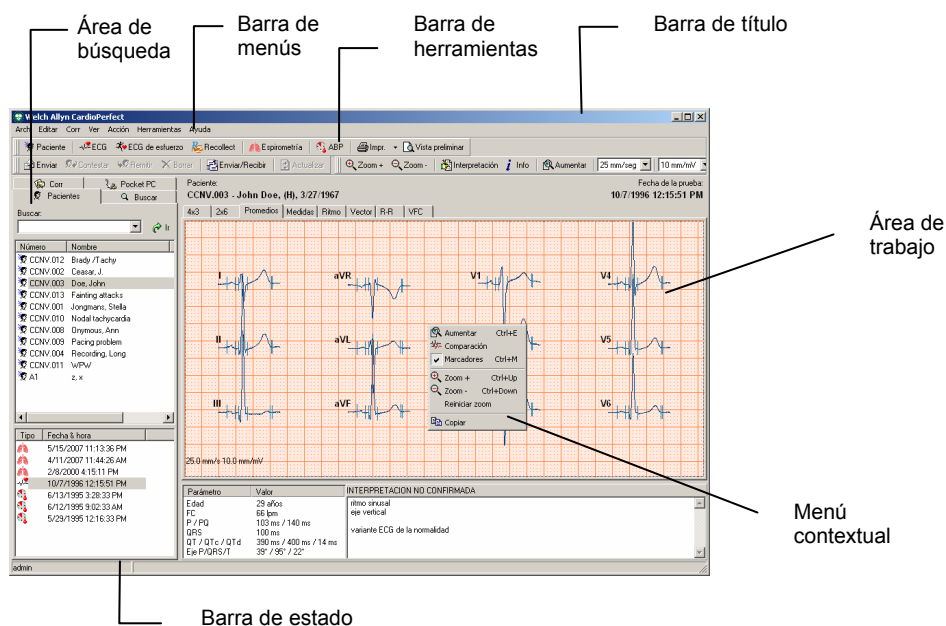 Área de
búsqueda
Barra de
menús
Barra de
herramientas
Barra de título
Welch Allyn CardioPerfect
Arch Editar Corr Ver Acción Herramientas Ayuda
Paciente ECG ECG de esfuerzo Recollect Espirometría ABP Impr. Vista preliminar
Enviar Contestar Remitir Borrar Enviar/Recibir Actualizar Zoom + Zoom - Interpretación Info Aumentar 25 mm/seg 10 mm/mV
Corr Pocket PC
Pacientes Buscar
Buscar:
Ir
Número Nombre
CCNV.012 Brady /Tachy
CCNV.002 Ceasar, J.
CCNV.003 Doe, John
CCNV.013 Fainting attacks
CCNV.001 Jongmans, Stella
CCNV.010 Nodal tachycardia
CCNV.008 Onymous, Ann
CCNV.009 Pacing problem
CCNV.004 Recording, Long
CCNV.011 WPW
A1 z, x
Tipo Fecha & hora
5/15/2007 11:13:36 PM
4/11/2007 11:44:26 AM
2/8/2000 4:15:11 PM
10/7/1996 12:15:51 PM
6/13/1995 3:28:33 PM
6/12/1995 9:02:33 AM
5/29/1995 12:16:33 PM
Paciente: Fecha de la prueba:
CCNV.003 - John Doe, (H), 3/27/1967 10/7/1996 12:15:51 PM
4x3 2x6 Promedios Medidas Ritmo Vector R-R VFC
I aVR V1 V4
II aVL V5
III aVF V6
Aumentar Ctrl+E
Comparación
Marcadores Ctrl+M
Zoom + Ctrl+Up
Zoom - Ctrl+Down
Reiniciar zoom
Copiar
25.0 mm/s 10.0 mm/mV
Parámetro Valor
Edad 29 años
FC 66 lpm
P / PQ 103 ms / 140 ms
QRS 100 ms
QT / QTc / QTd 390 ms / 400 ms / 14 ms
Eje P/QRS/T 39° / 95° / 22°
INTERPRETACION NO CONFIRMADA
ritmo sinusal
eje vertical
variante ECG de la normalidad
admin
Área de
trabajo
Menú
contextual
Barra de estado